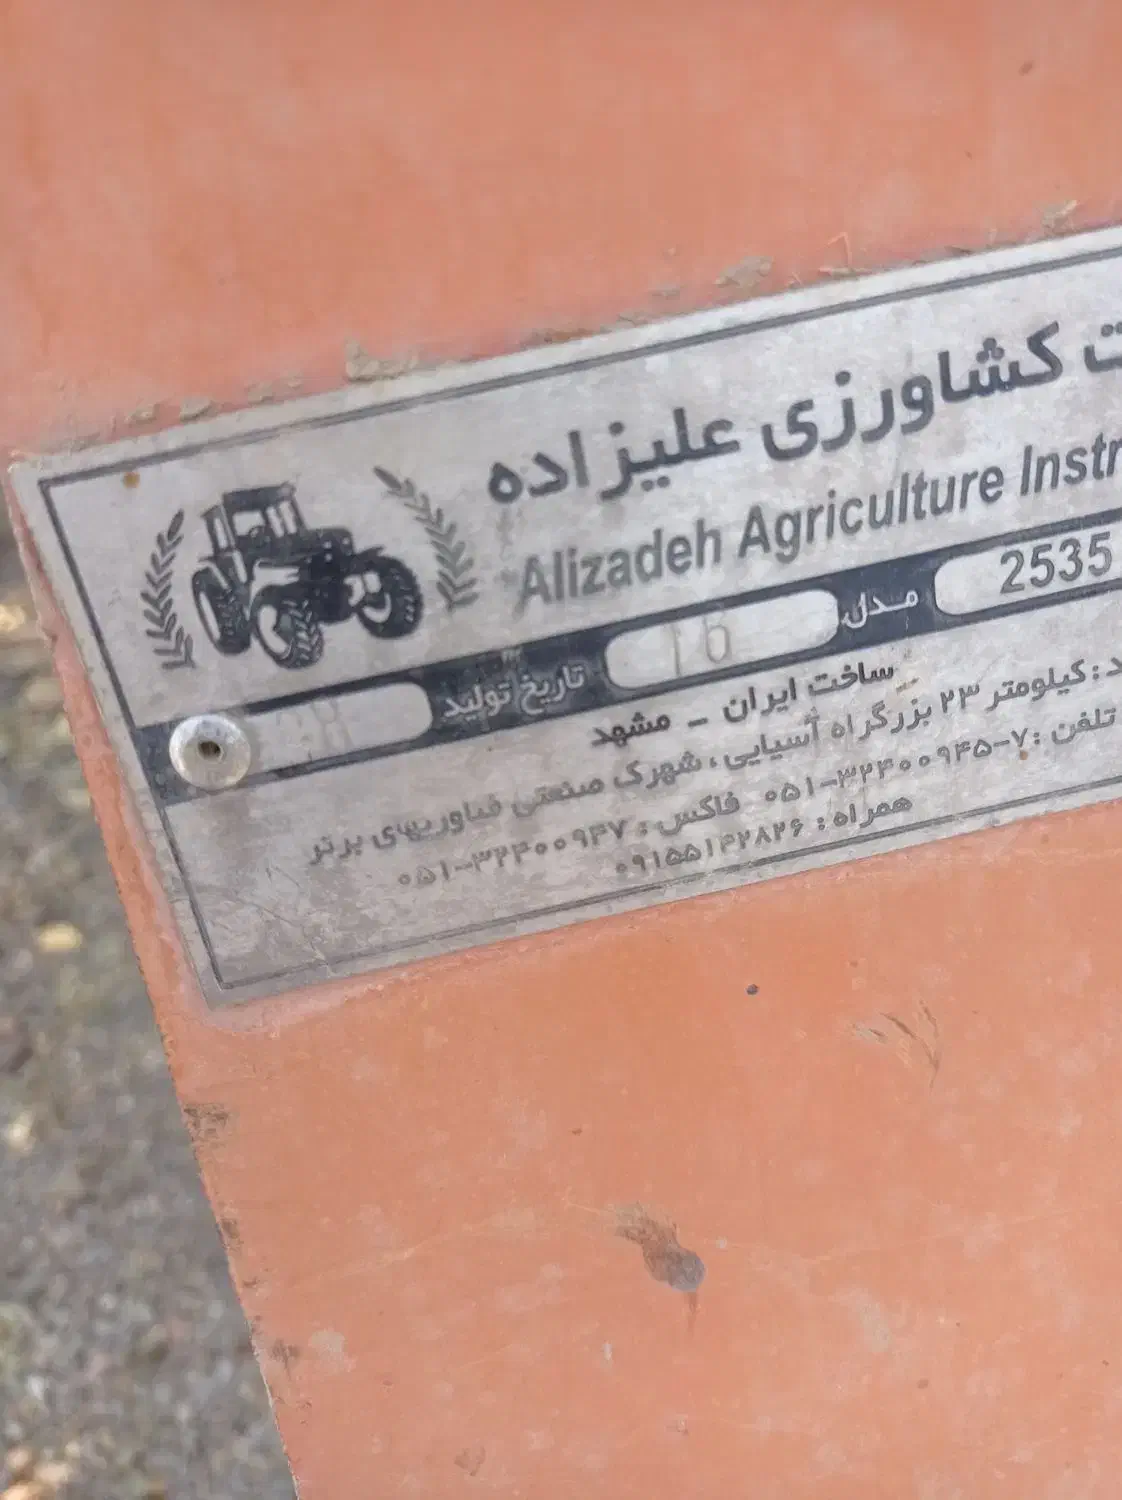 ت کشاورزی علیزاده
Alizadeh Agriculture Instr
2535 مدل 16 تاریخ تولید
ساخت ایران - مشهد
د: کیلومتر ۲۳ بزرگراه آسیایی، شهرک صنعتی فناوریهای برتر
تلفن: ۷-۰۵۱-۳۲۴۰۰۹۴۵ فاکس: ۰۵۱-۳۲۴۰۰۹۴۷
همراه: ۰۹۱۵۵۱۴۲۸۲۶